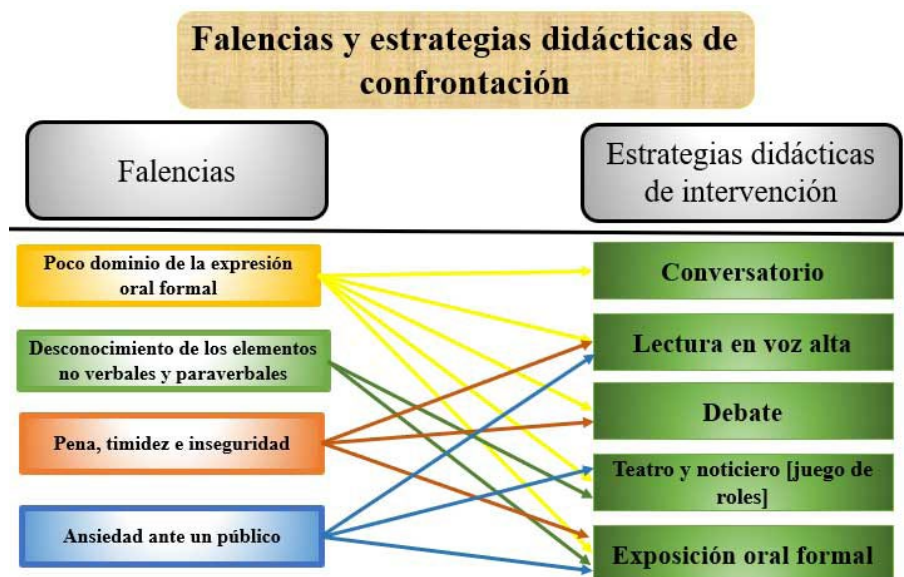 Falencias y estrategias didácticas de
confrontación
Falencias
Estrategias didácticas
de intervención
Poco dominio de la expresión
oral formal
Desconocimiento de los elementos
no verbales y paraverbales
Pena, timidez e inseguridad
Ansiedad ante un público
Conversatorio
Lectura en voz alta
Debate
Teatro y noticiero [juego de
roles]
Exposición oral formal